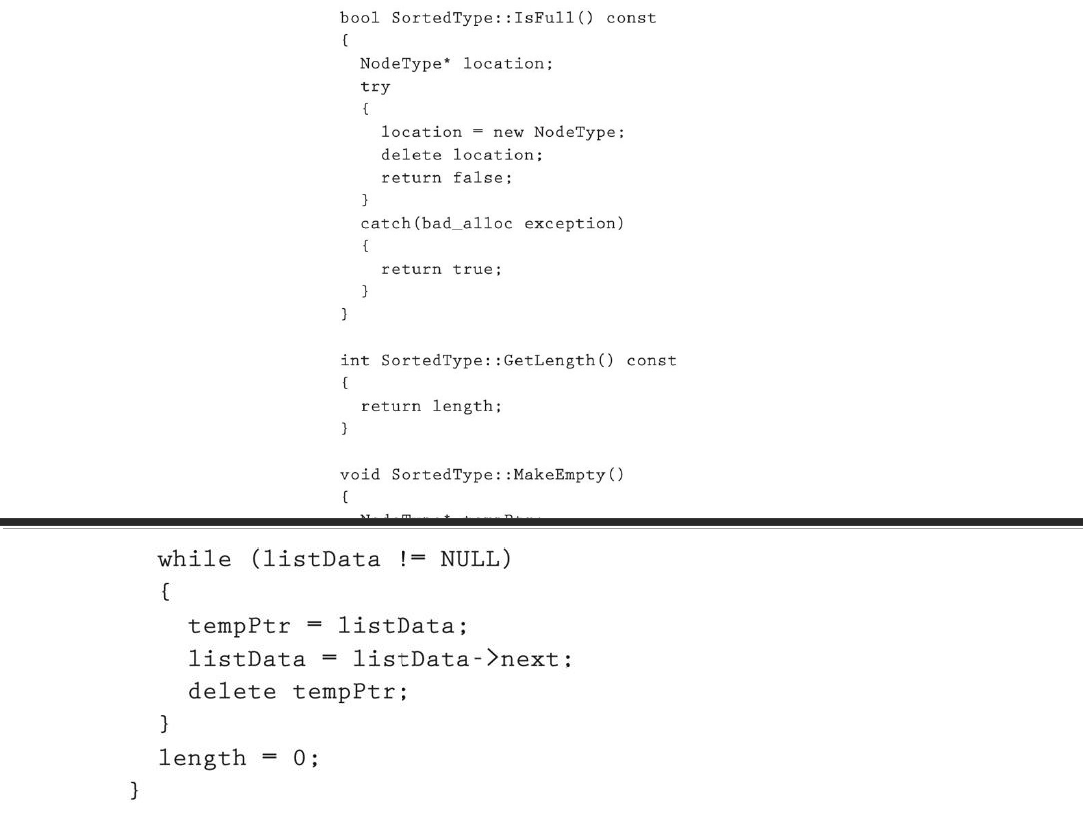 bool SortedType::IsFull() const
{
NodeType* location;
try
{
location = new NodeType;
delete location;
return false;
}
catch(bad_alloc exception)
{
return true;
}
}
int SortedType::GetLength() const
{
return length;
}
void SortedType::MakeEmpty()
{
while (listData != NULL)
{
tempPtr = listData;
listData = listData->next;
delete tempPtr;
}
length = 0;
}